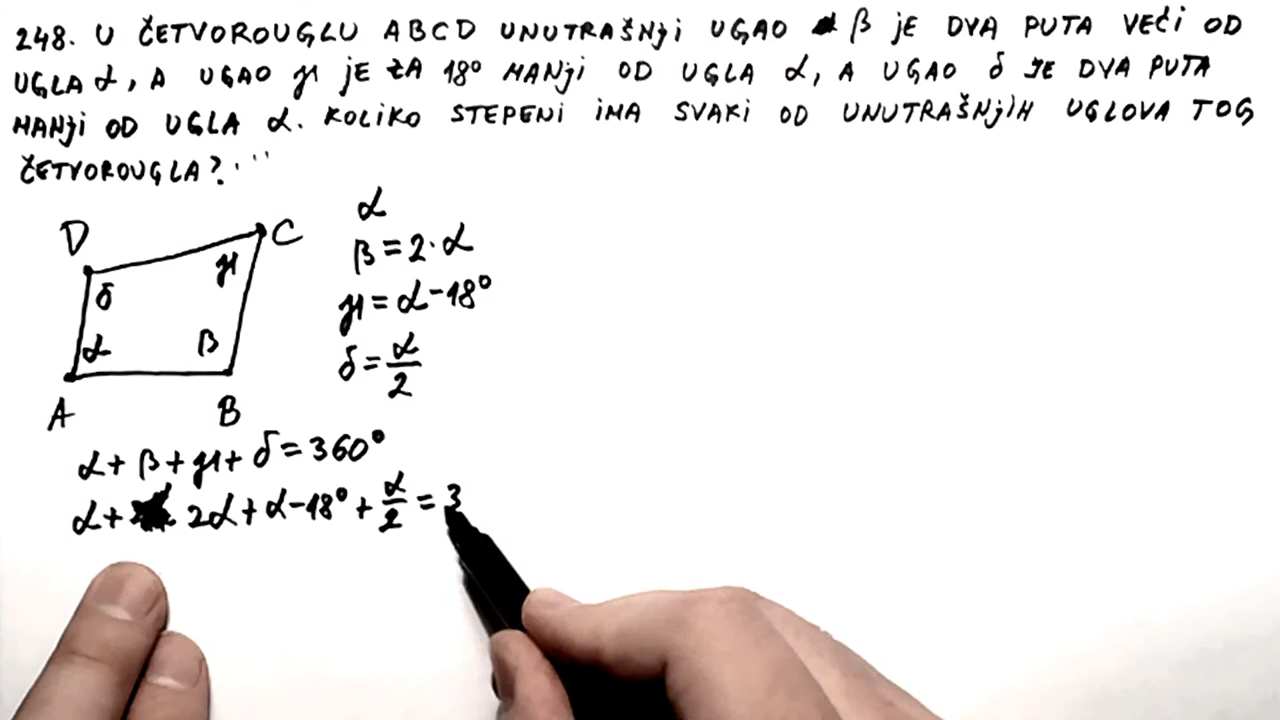 248. U ČETVOROUGLU ABCD UNUTRAŠNji UGAO β jE DVA PUTA VEĆI OD
UGLA α, A UGAO γ jE ZA 18° MANji OD UGLA α, A UGAO δ JE DVA PUTA
MANji OD UGLA α. KOLIKO STEPENI IMA SVAKI OD UNUTRAŠNjIH UGLOVA TOG
ČETVOROUGLA?
α
D
C
γ
β = 2·α
δ
γ = α - 18°
α
β
δ = α/2
A
B
α + β + γ + δ = 360°
α + 2α + α - 18° + α/2 = 3